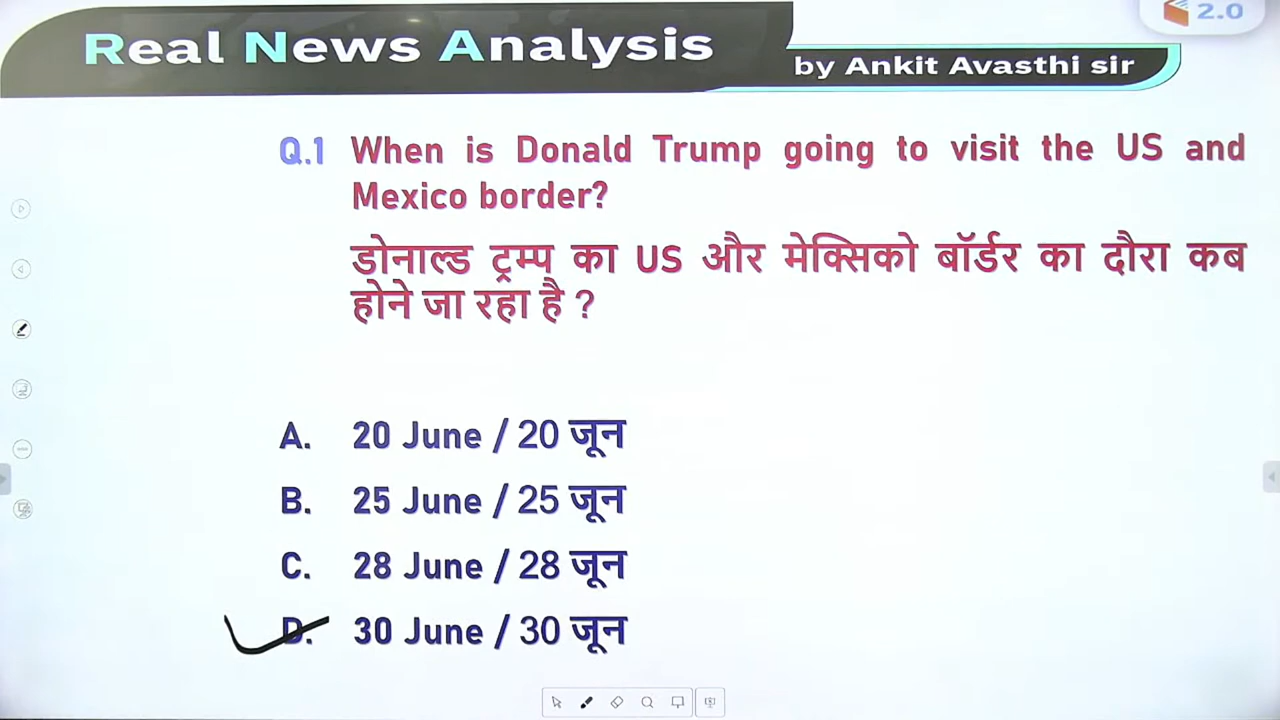 Real News Analysis
by Ankit Avasthi sir
2.0
Q.1 When is Donald Trump going to visit the US and
Mexico border?
डोनाल्ड ट्रम्प का US और मेक्सिको बॉर्डर का दौरा कब
होने जा रहा है ?
A. 20 June / 20 जून
B. 25 June / 25 जून
C. 28 June / 28 जून
D. 30 June / 30 जून